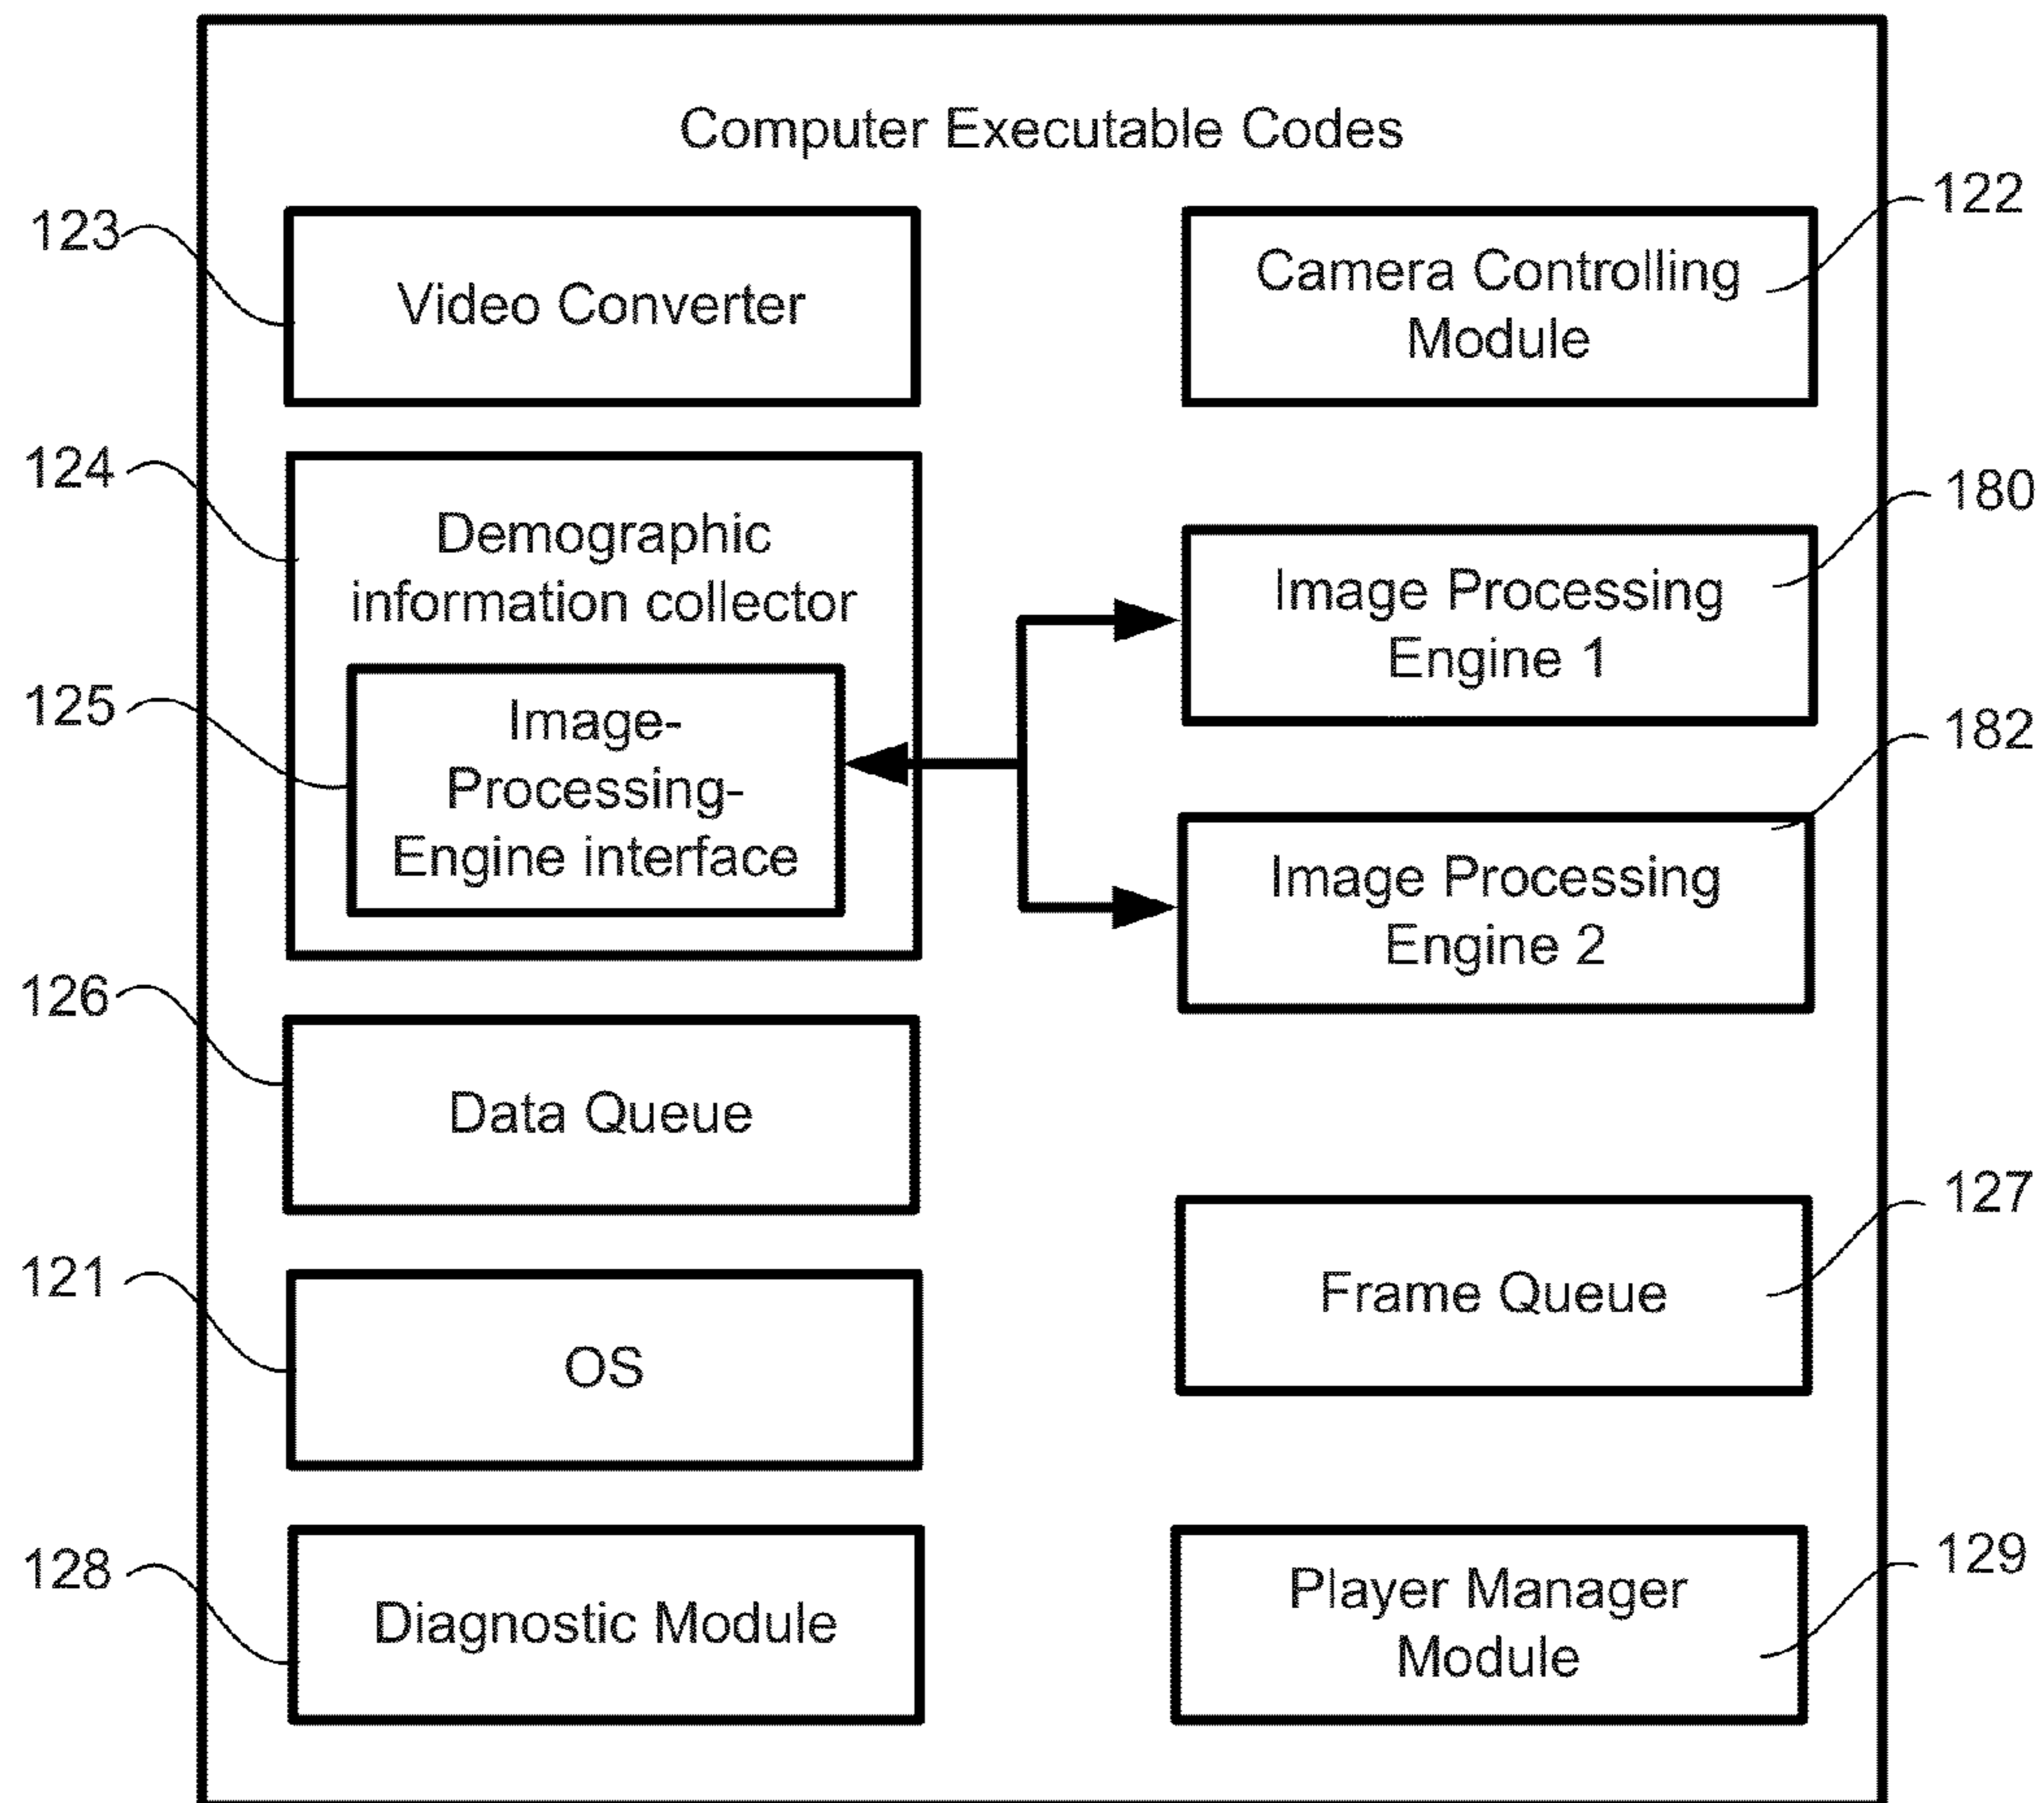 Computer Executable Codes
123
Video Converter
122
Camera Controlling
Module
124
Demographic
information collector
125
Image-
Processing-
Engine interface
180
Image Processing
Engine 1
182
Image Processing
Engine 2
126
Data Queue
127
Frame Queue
121
OS
128
Diagnostic Module
129
Player Manager
Module